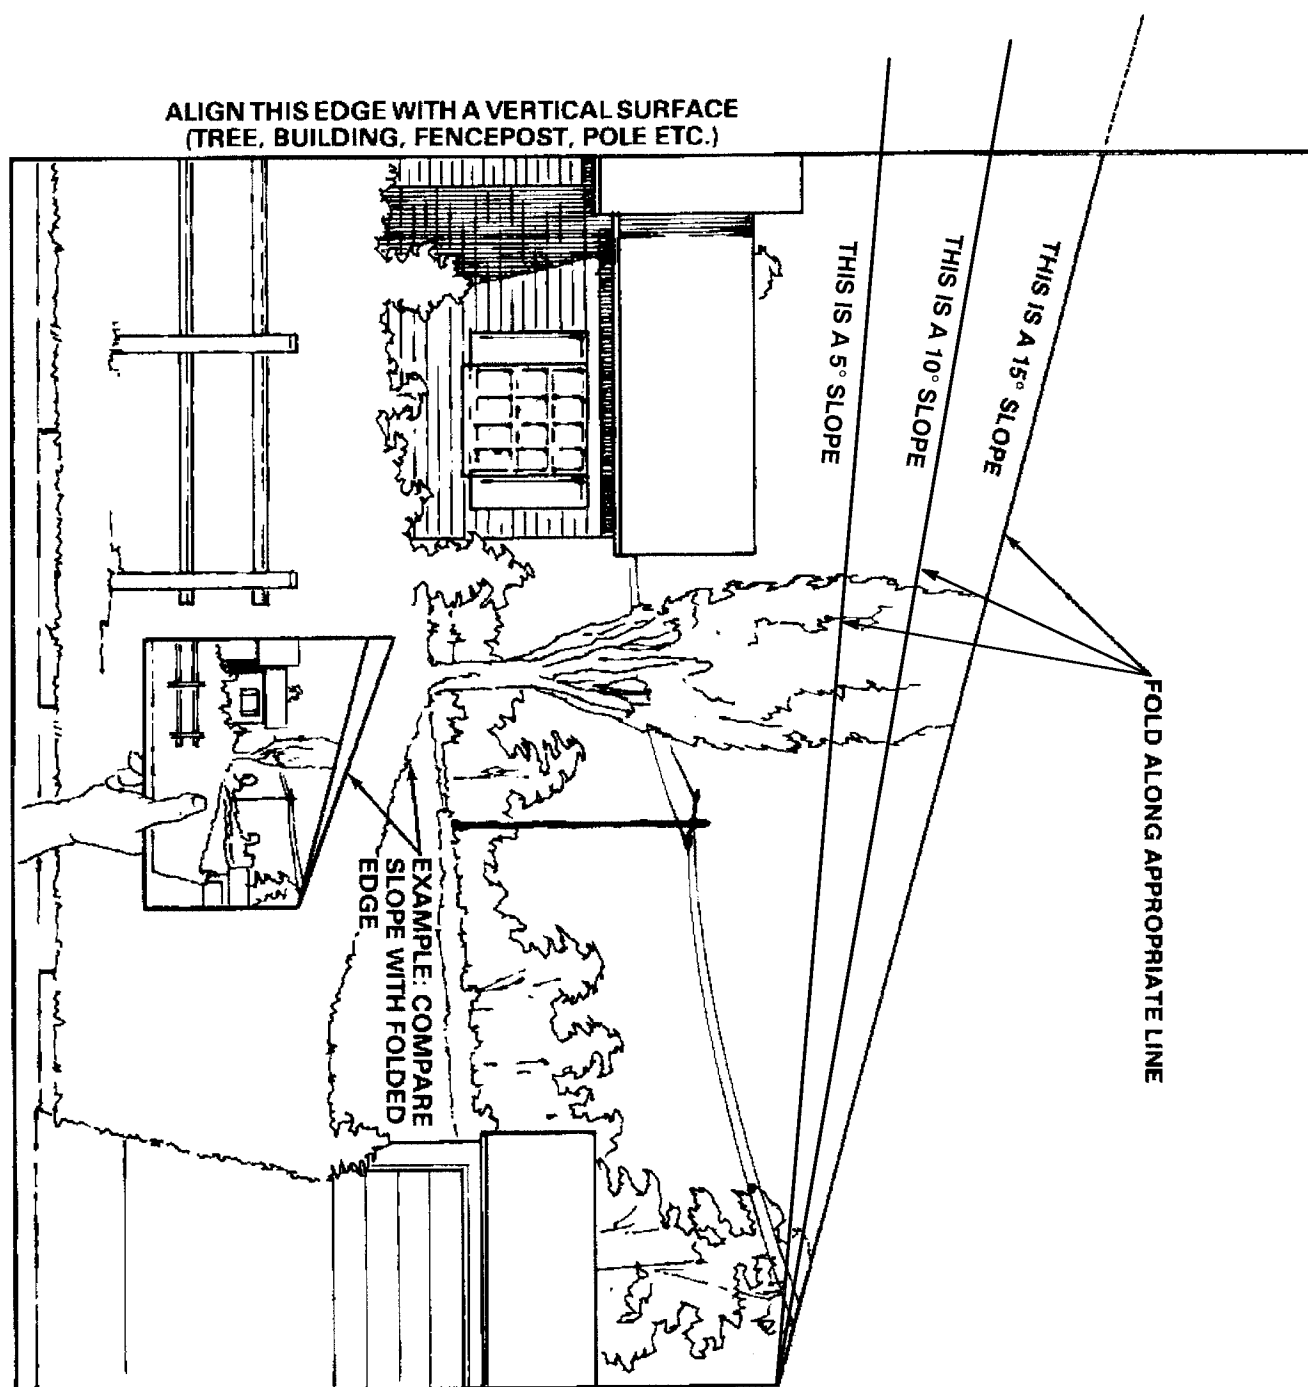 ALIGN THIS EDGE WITH A VERTICAL SURFACE
(TREE, BUILDING, FENCEPOST, POLE ETC.)
THIS IS A 15° SLOPE
THIS IS A 10° SLOPE
THIS IS A 5° SLOPE
FOLD ALONG APPROPRIATE LINE
EXAMPLE: COMPARE
SLOPE WITH FOLDED
EDGE